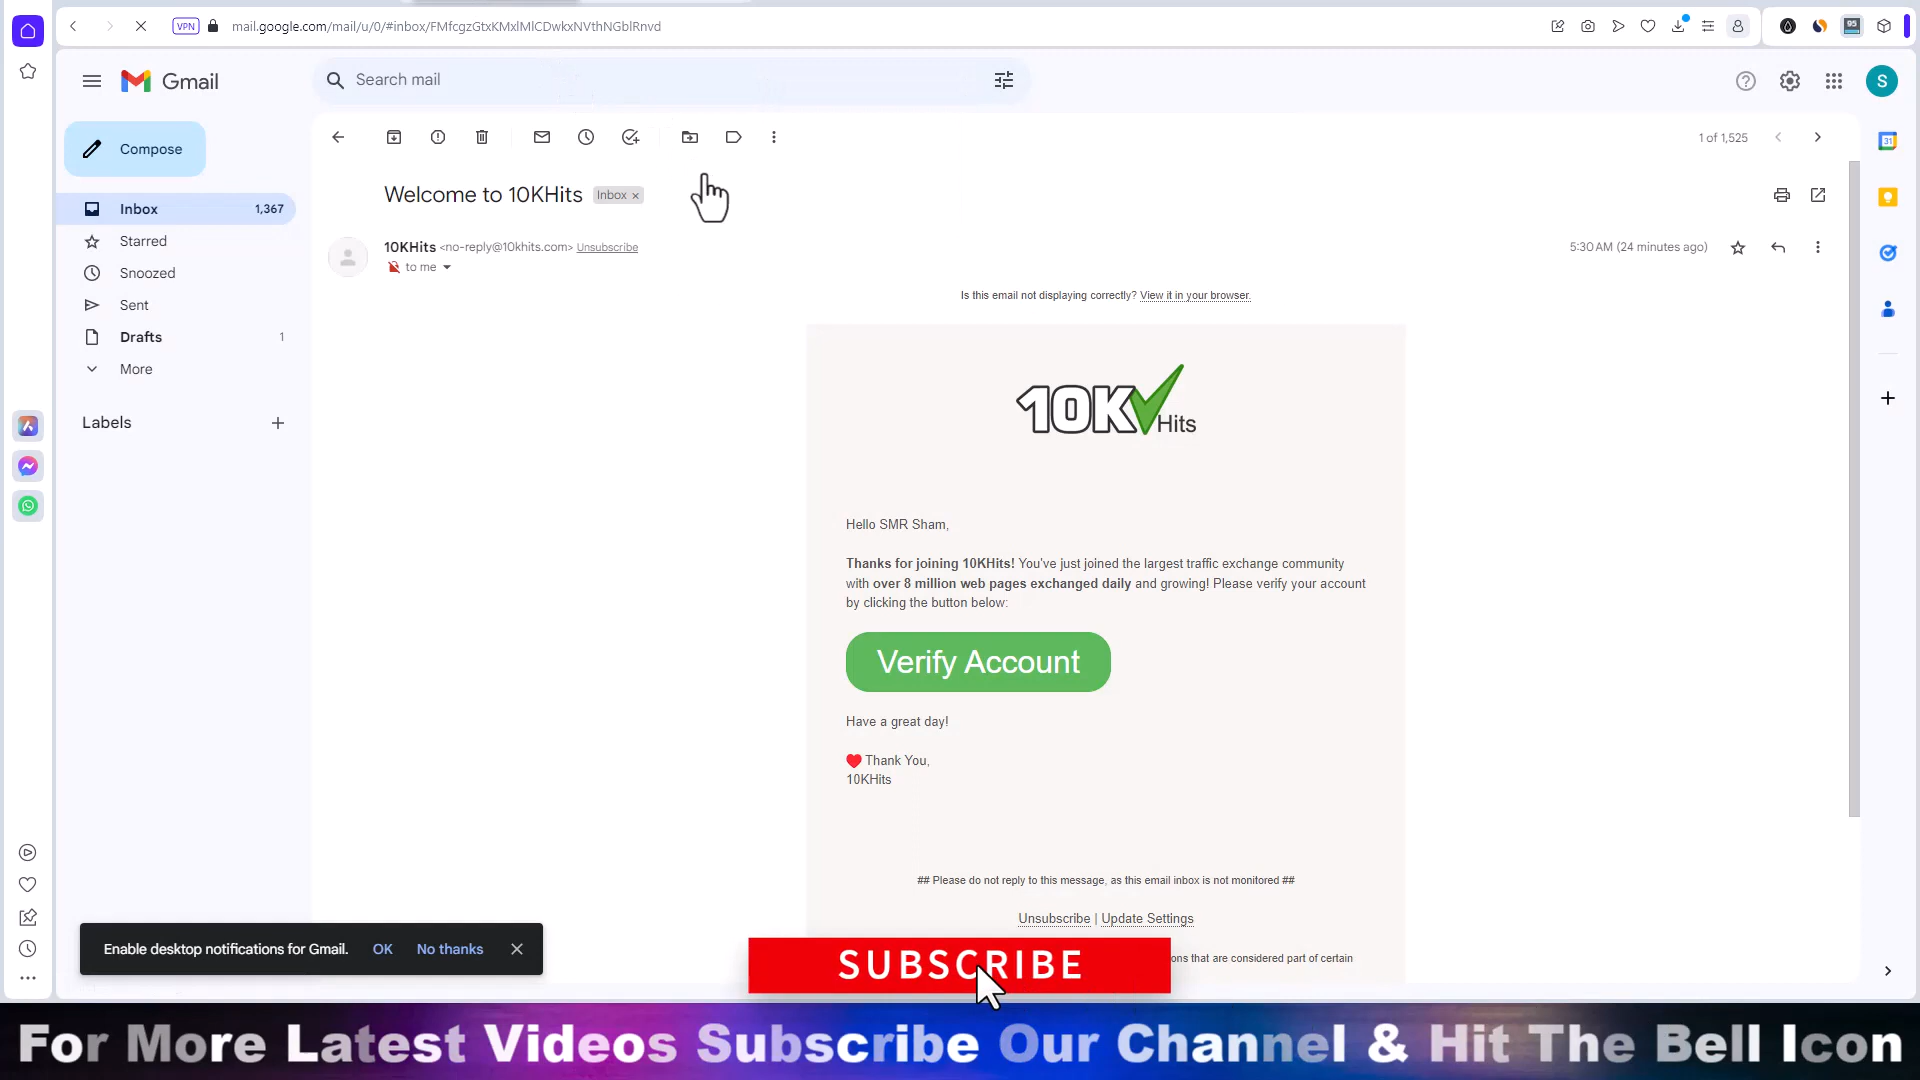 VPN
mail.google.com/mail/u/0/#inbox/FMfcgzGtxKMxlMlCDwkxNVthNGblRnvd
95
Gmail
Search mail
S
Compose
1 of 1,525
31
Welcome to 10KHits
Inbox ×
Inbox 1,367
Starred
Snoozed
Sent
Drafts 1
More
Labels
10KHits <no-reply@10khits.com> Unsubscribe
5:30 AM (24 minutes ago)
to me
Is this email not displaying correctly? View it in your browser.
10K Hits
Hello SMR Sham,
Thanks for joining 10KHits! You've just joined the largest traffic exchange community
with over 8 million web pages exchanged daily and growing! Please verify your account
by clicking the button below:
Verify Account
Have a great day!
Thank You,
10KHits
## Please do not reply to this message, as this email inbox is not monitored ##
Unsubscribe | Update Settings
ons that are considered part of certain
Enable desktop notifications for Gmail. OK No thanks
SUBSCRIBE
For More Latest Videos Subscribe Our Channel & Hit The Bell Icon